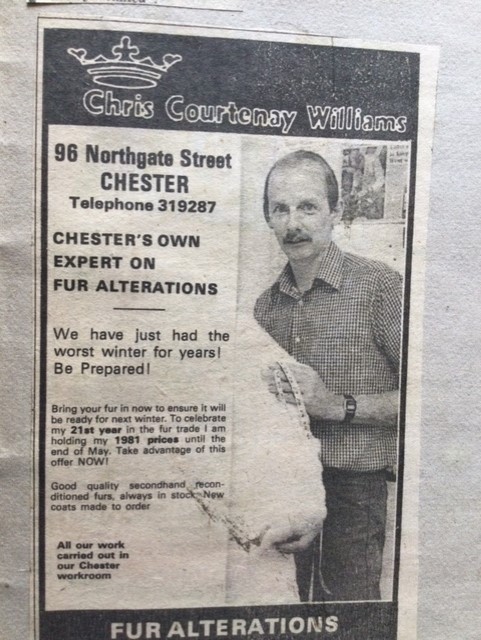 Chris Courtenay Williams
96 Northgate Street
CHESTER
Telephone 319287
CHESTER'S OWN
EXPERT ON
FUR ALTERATIONS
We have just had the
worst winter for years!
Be Prepared!
Bring your fur in now to ensure it will
be ready for next winter. To celebrate
my 21st year in the fur trade I am
holding my 1981 prices until the
end of May. Take advantage of this
offer NOW!
Good quality secondhand, recon-
ditioned furs, always in stock. New
coats made to order
All our work
carried out in
our Chester
workroom
FUR ALTERATIONS